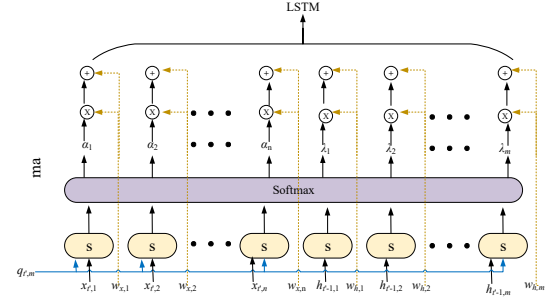 LSTM
+ + + + + +
x x x x x x
α1 α2 αn λ1 λ2 λm
ma
Softmax
S S S S S S
qt',m
xt',1 wx,1 xt',2 wx,2 xt',n wx,n ht'-1,1 wh,1 ht'-1,2 wh,2 ht'-1,m wh,m